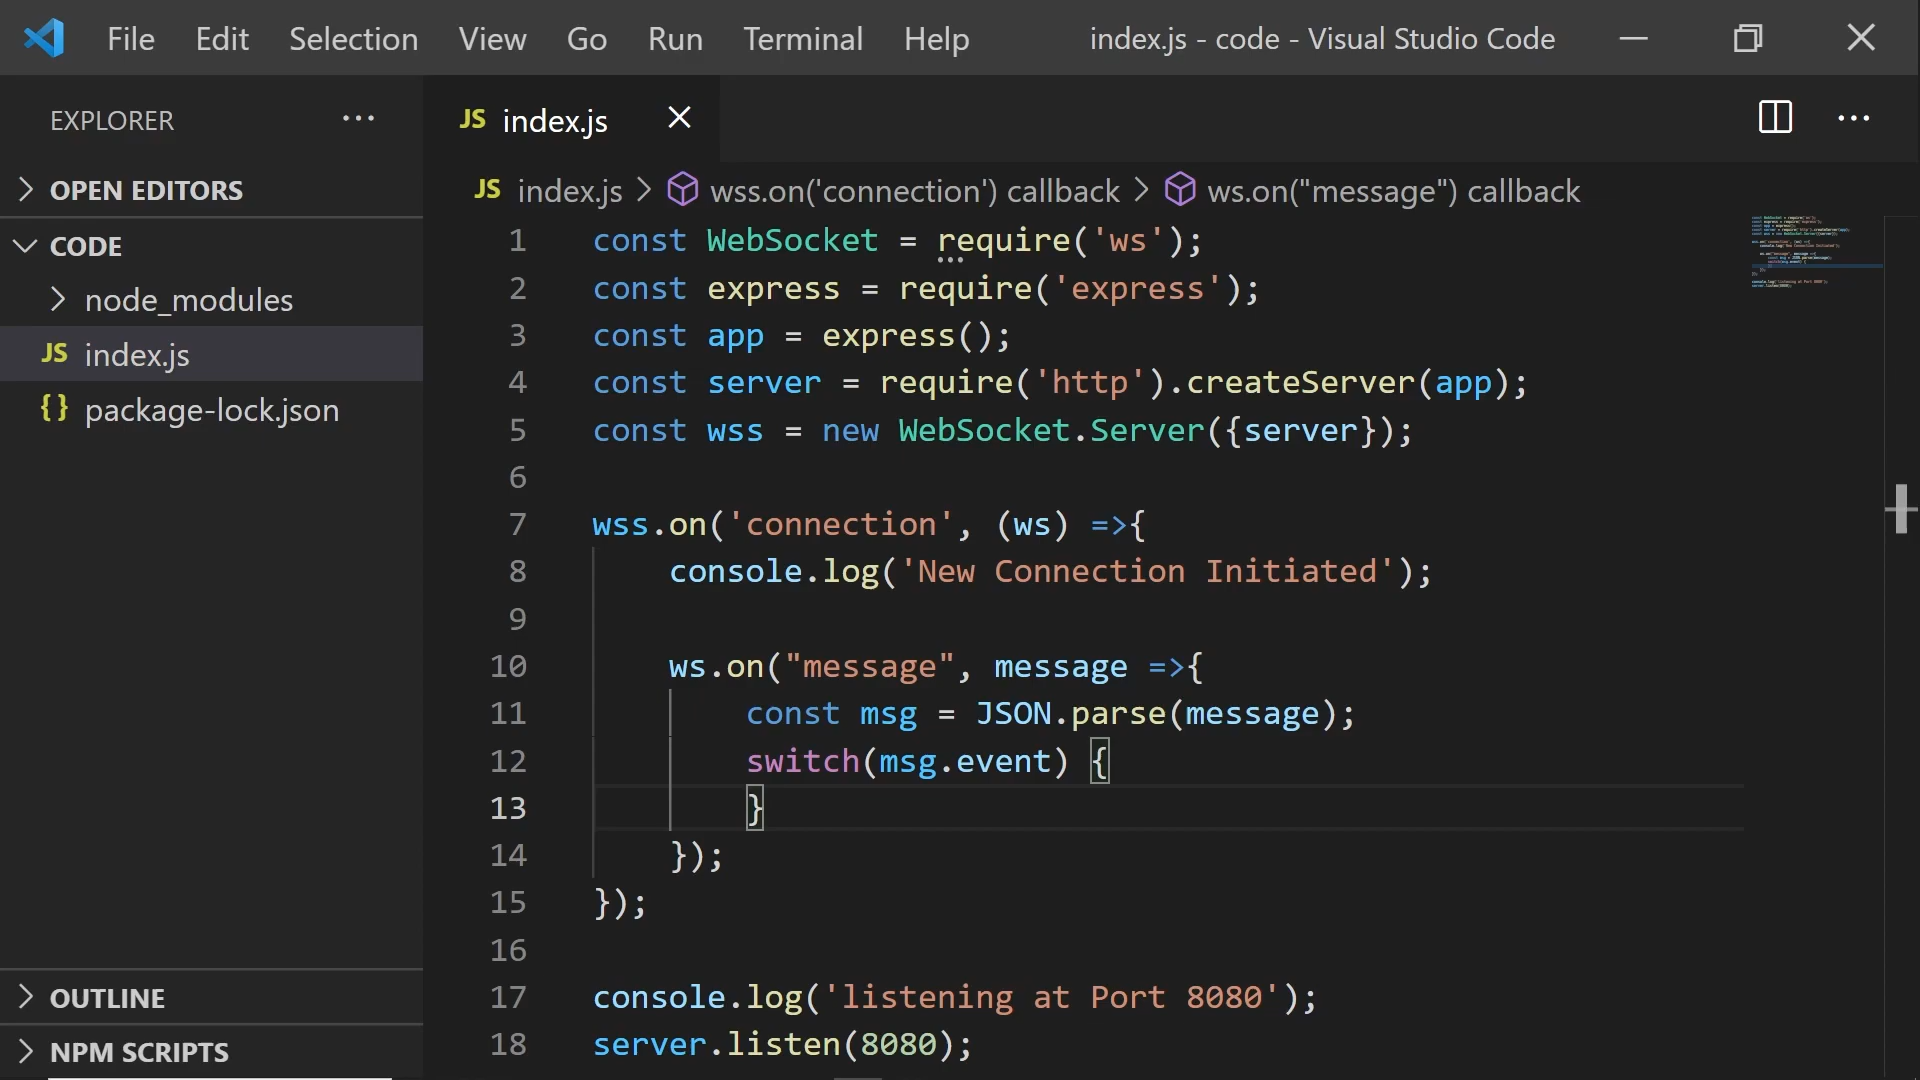 File Edit Selection View Go Run Terminal Help index.js - code - Visual Studio Code
EXPLORER
OPEN EDITORS
CODE
node_modules
JS index.js
{} package-lock.json
OUTLINE
NPM SCRIPTS
JS index.js
JS index.js > wss.on('connection') callback > ws.on("message") callback
1 const WebSocket = require('ws');
2 const express = require('express');
3 const app = express();
4 const server = require('http').createServer(app);
5 const wss = new WebSocket.Server({server});
6
7 wss.on('connection', (ws) =>{
8 console.log('New Connection Initiated');
9
10 ws.on("message", message =>{
11 const msg = JSON.parse(message);
12 switch(msg.event) {
13 }
14 });
15 });
16
17 console.log('listening at Port 8080');
18 server.listen(8080);